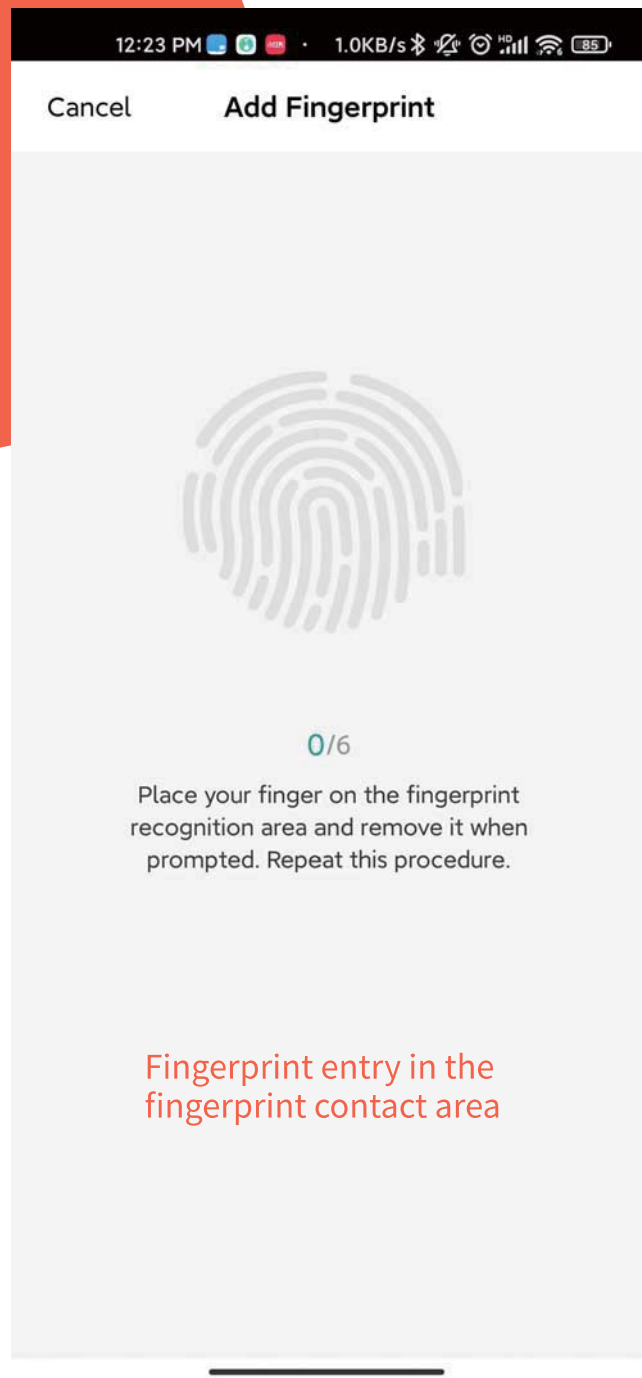 12:23 PM 1.0KB/s HD 85
Cancel Add Fingerprint
0/6
Place your finger on the fingerprint
recognition area and remove it when
prompted. Repeat this procedure.
Fingerprint entry in the
fingerprint contact area